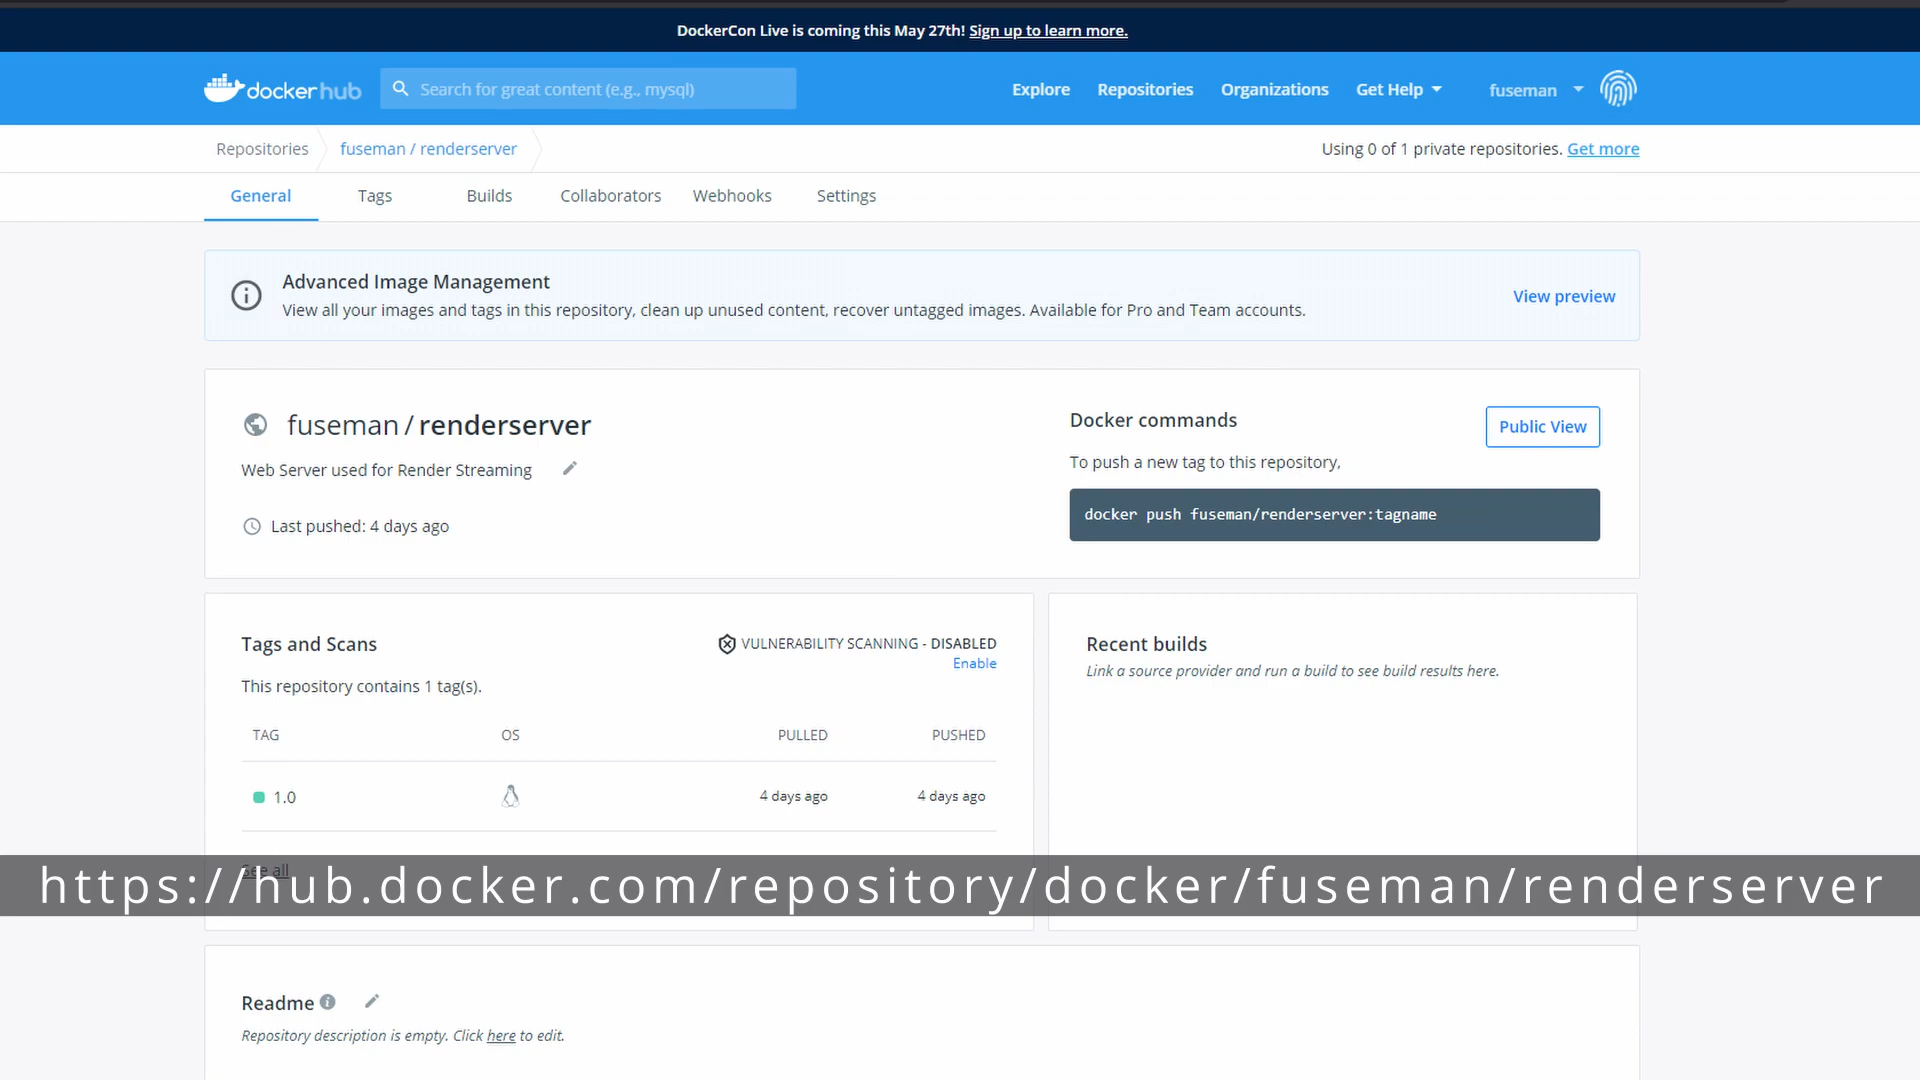 DockerCon Live is coming this May 27th! Sign up to learn more.
docker hub
Search for great content (e.g., mysql)
Explore
Repositories
Organizations
Get Help
fuseman
Repositories
fuseman / renderserver
Using 0 of 1 private repositories. Get more
General
Tags
Builds
Collaborators
Webhooks
Settings
Advanced Image Management
View all your images and tags in this repository, clean up unused content, recover untagged images. Available for Pro and Team accounts.
View preview
fuseman / renderserver
Web Server used for Render Streaming
Last pushed: 4 days ago
Docker commands
Public View
To push a new tag to this repository,
docker push fuseman/renderserver:tagname
Tags and Scans
VULNERABILITY SCANNING - DISABLED
Enable
This repository contains 1 tag(s).
TAG
OS
PULLED
PUSHED
1.0
4 days ago
4 days ago
See all
Recent builds
Link a source provider and run a build to see build results here.
https://hub.docker.com/repository/docker/fuseman/renderserver
Readme
Repository description is empty. Click here to edit.